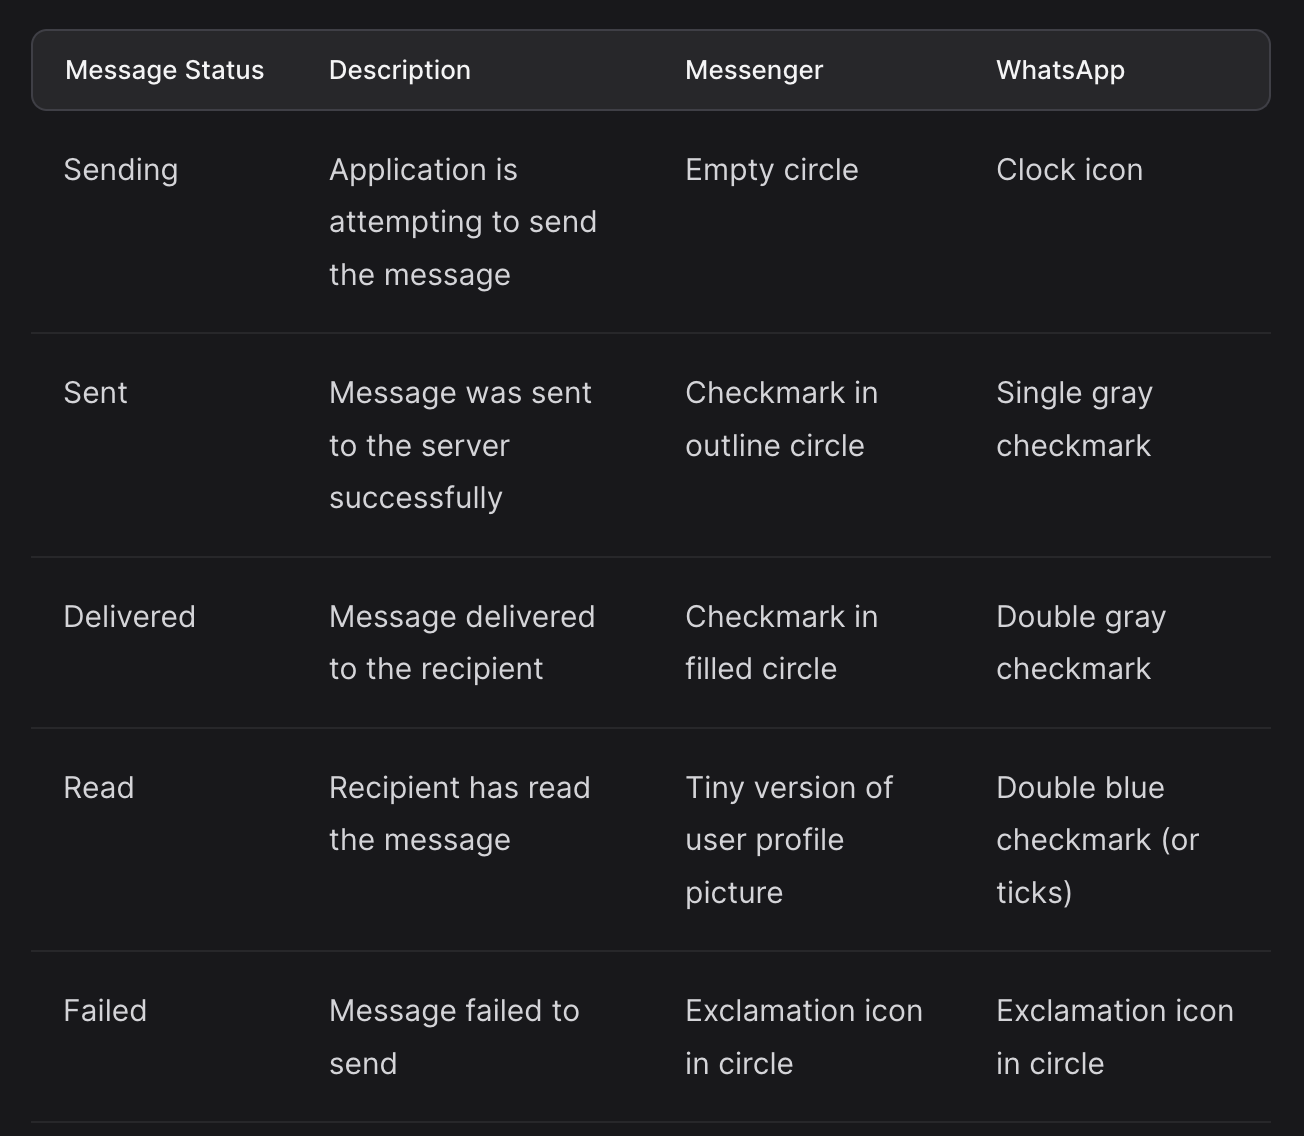 Message Status Description Messenger WhatsApp
Sending Application is Empty circle Clock icon
attempting to send
the message
Sent Message was sent Checkmark in Single gray
to the server outline circle checkmark
successfully
Delivered Message delivered Checkmark in Double gray
to the recipient filled circle checkmark
Read Recipient has read Tiny version of Double blue
the message user profile checkmark (or
picture ticks)
Failed Message failed to Exclamation icon Exclamation icon
send in circle in circle